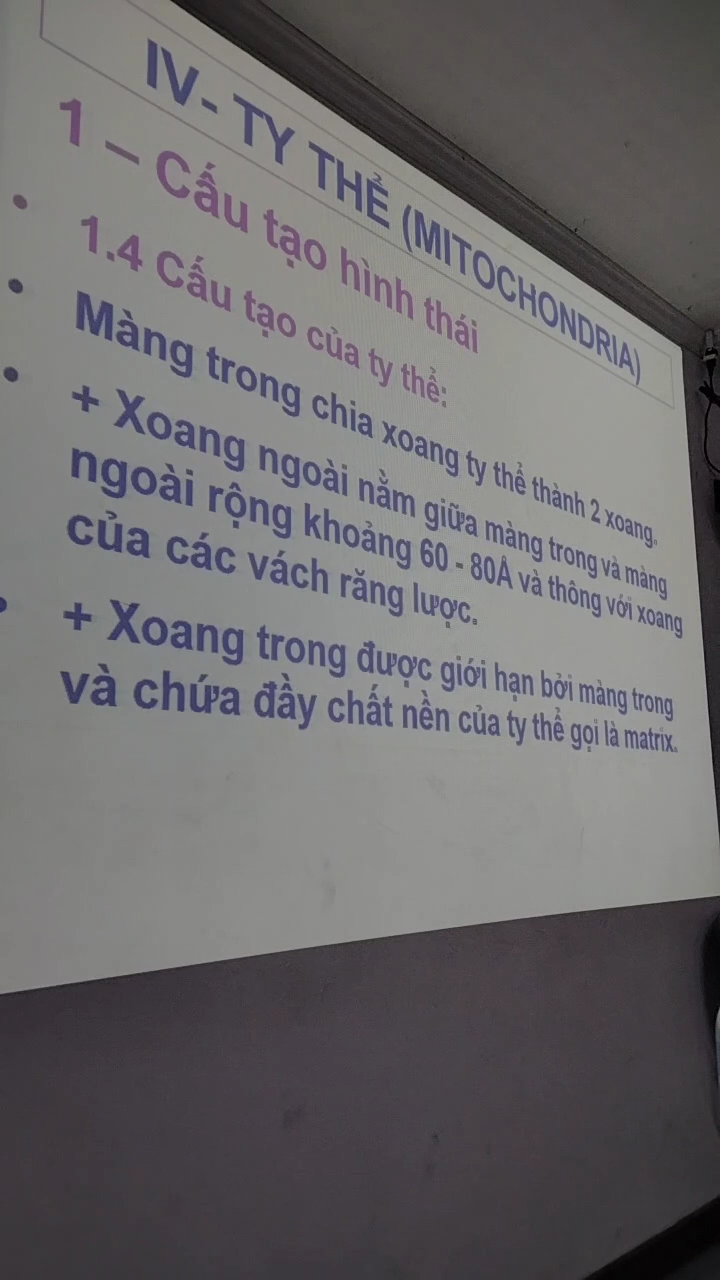 IV- TY THỂ (MITOCHONDRIA)
1 – Cấu tạo hình thái
• 1.4 Cấu tạo của ty thể:
• Màng trong chia xoang ty thể thành 2 xoang.
• + Xoang ngoài nằm giữa màng trong và màng
ngoài rộng khoảng 60 - 80Å và thông với xoang
của các vách răng lược.
• + Xoang trong được giới hạn bởi màng trong
và chứa đầy chất nền của ty thể gọi là matrix.